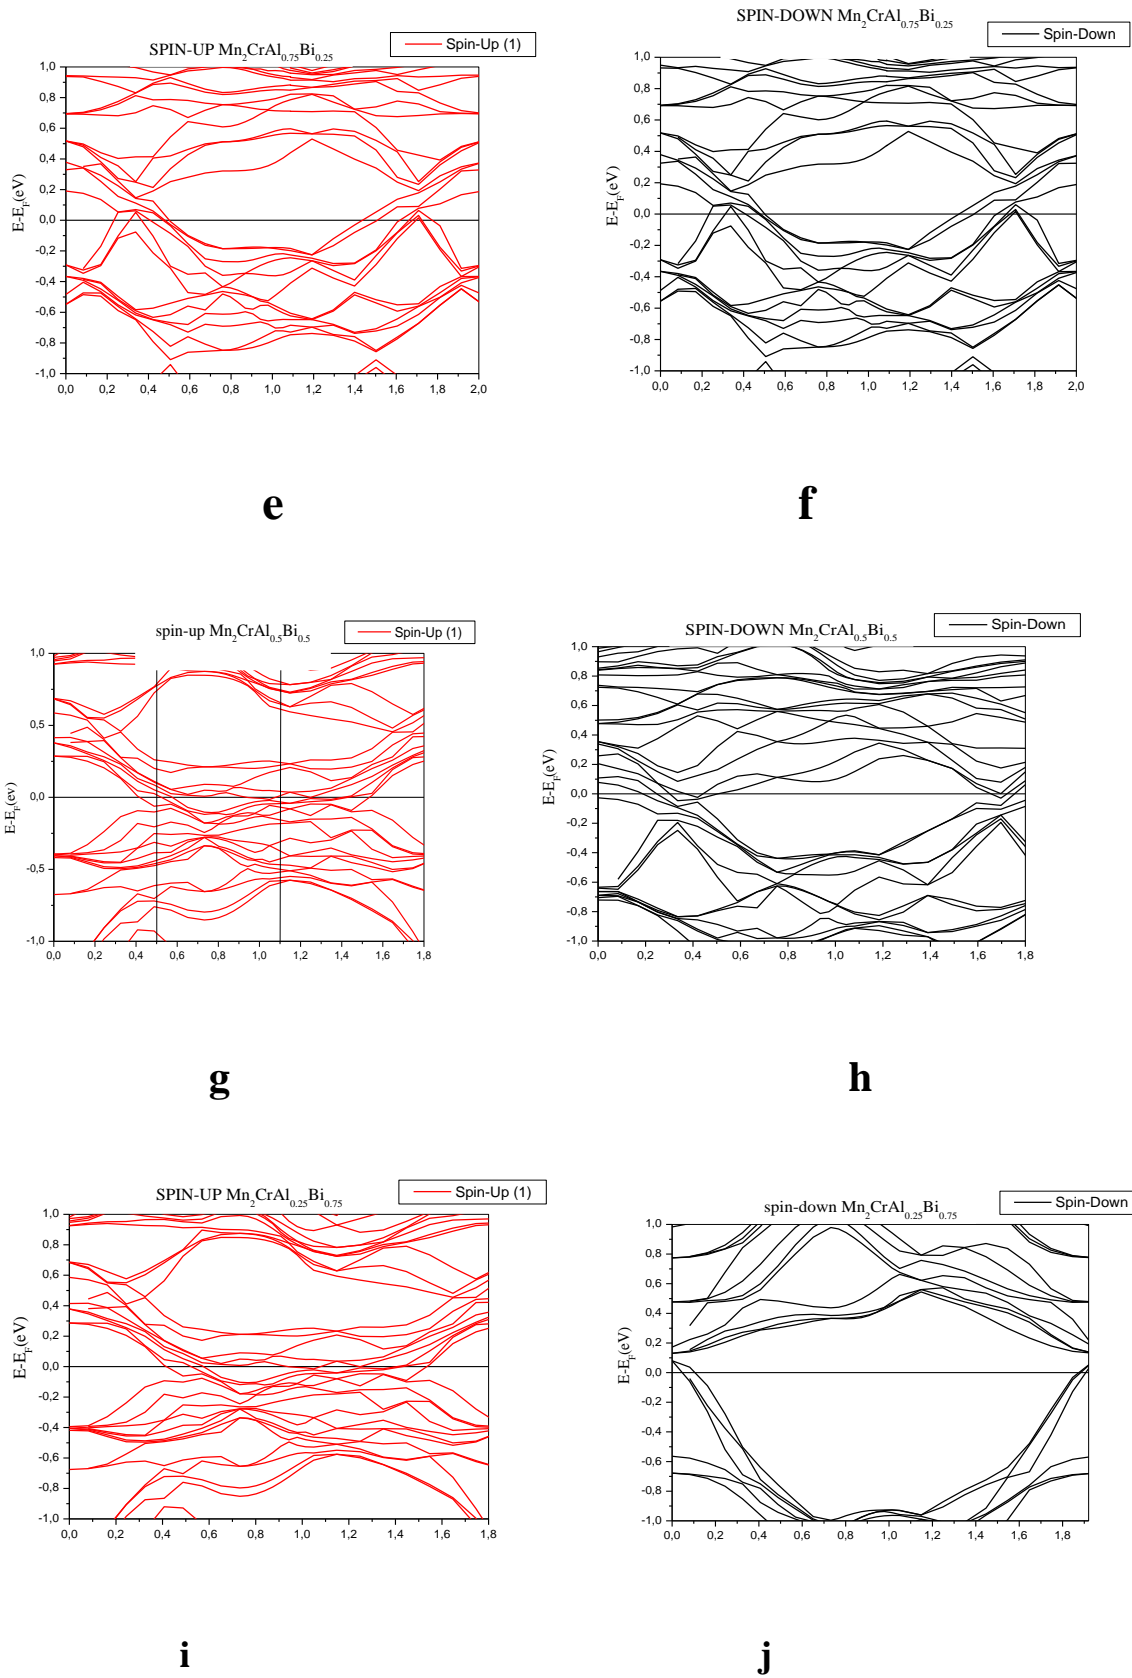 SPIN-UP Mn2CrAl0.75Bi0.25
Spin-Up (1)
E-EF(eV)
1,0
0,8
0,6
0,4
0,2
0,0
-0,2
-0,4
-0,6
-0,8
-1,0
0,0 0,2 0,4 0,6 0,8 1,0 1,2 1,4 1,6 1,8 2,0
e
SPIN-DOWN Mn2CrAl0.75Bi0.25
Spin-Down
E-EF(eV)
1,0
0,8
0,6
0,4
0,2
0,0
-0,2
-0,4
-0,6
-0,8
-1,0
0,0 0,2 0,4 0,6 0,8 1,0 1,2 1,4 1,6 1,8 2,0
f
spin-up Mn2CrAl0.5Bi0.5
Spin-Up (1)
E-EF(ev)
1,0
0,5
0,0
-0,5
-1,0
0,0 0,2 0,4 0,6 0,8 1,0 1,2 1,4 1,6 1,8
g
SPIN-DOWN Mn2CrAl0.5Bi0.5
Spin-Down
E-EF(eV)
1,0
0,8
0,6
0,4
0,2
0,0
-0,2
-0,4
-0,6
-0,8
-1,0
0,0 0,2 0,4 0,6 0,8 1,0 1,2 1,4 1,6 1,8
h
SPIN-UP Mn2CrAl0.25Bi0.75
Spin-Up (1)
E-EF(eV)
1,0
0,8
0,6
0,4
0,2
0,0
-0,2
-0,4
-0,6
-0,8
-1,0
0,0 0,2 0,4 0,6 0,8 1,0 1,2 1,4 1,6 1,8
i
spin-down Mn2CrAl0.25Bi0.75
Spin-Down
E-EF(eV)
1,0
0,8
0,6
0,4
0,2
0,0
-0,2
-0,4
-0,6
-0,8
-1,0
0,0 0,2 0,4 0,6 0,8 1,0 1,2 1,4 1,6 1,8
j